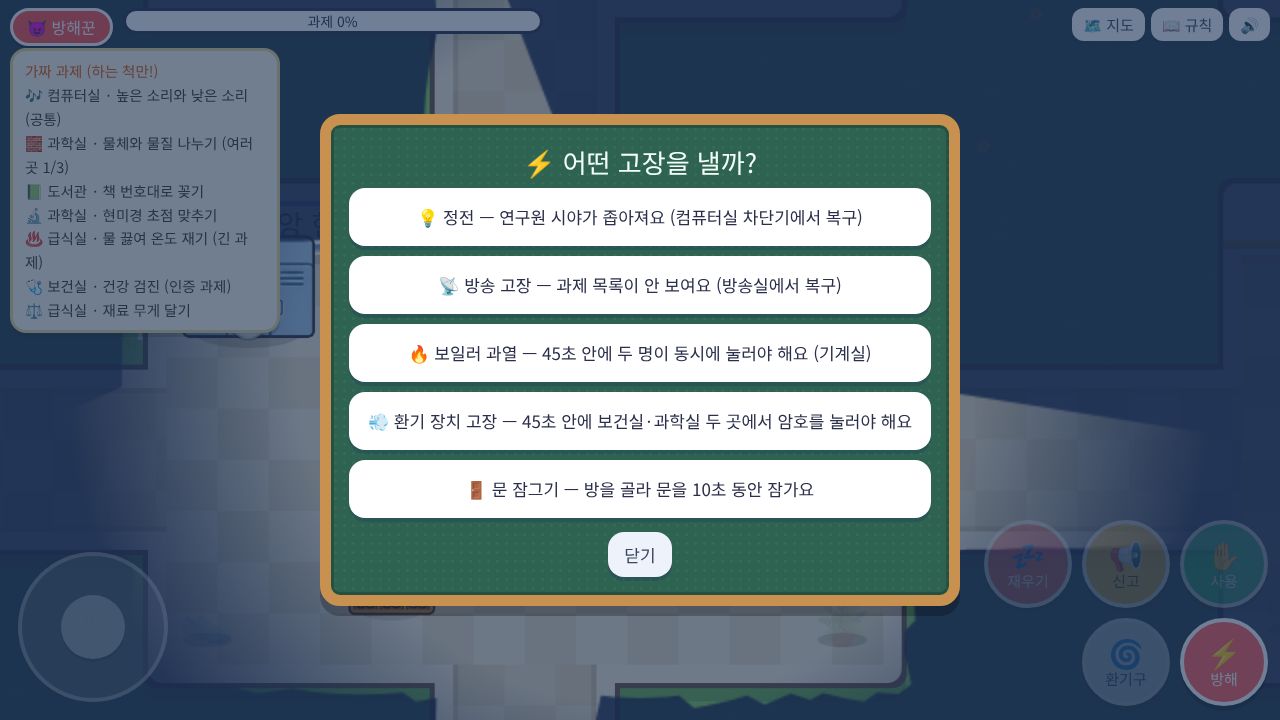 😈 방해꾼
과제 0%
🗺️ 지도
📖 규칙
🔊
가짜 과제 (하는 척만!)
🎶 컴퓨터실 · 높은 소리와 낮은 소리
(공통)
🧱 과학실 · 물체와 물질 나누기 (여러
곳 1/3)
📗 도서관 · 책 번호대로 꽂기
🔬 과학실 · 현미경 초점 맞추기
♨️ 급식실 · 물 끓여 온도 재기 (긴 과
제)
🩺 보건실 · 건강 검진 (인증 과제)
⚖️ 급식실 · 재료 무게 달기
⚡ 어떤 고장을 낼까?
💡 정전 — 연구원 시야가 좁아져요 (컴퓨터실 차단기에서 복구)
📡 방송 고장 — 과제 목록이 안 보여요 (방송실에서 복구)
🔥 보일러 과열 — 45초 안에 두 명이 동시에 눌러야 해요 (기계실)
💨 환기 장치 고장 — 45초 안에 보건실·과학실 두 곳에서 암호를 눌러야 해요
🚪 문 잠그기 — 방을 골라 문을 10초 동안 잠가요
닫기
💤 재우기
📢 신고
✋ 사용
🌀 환기구
⚡ 방해